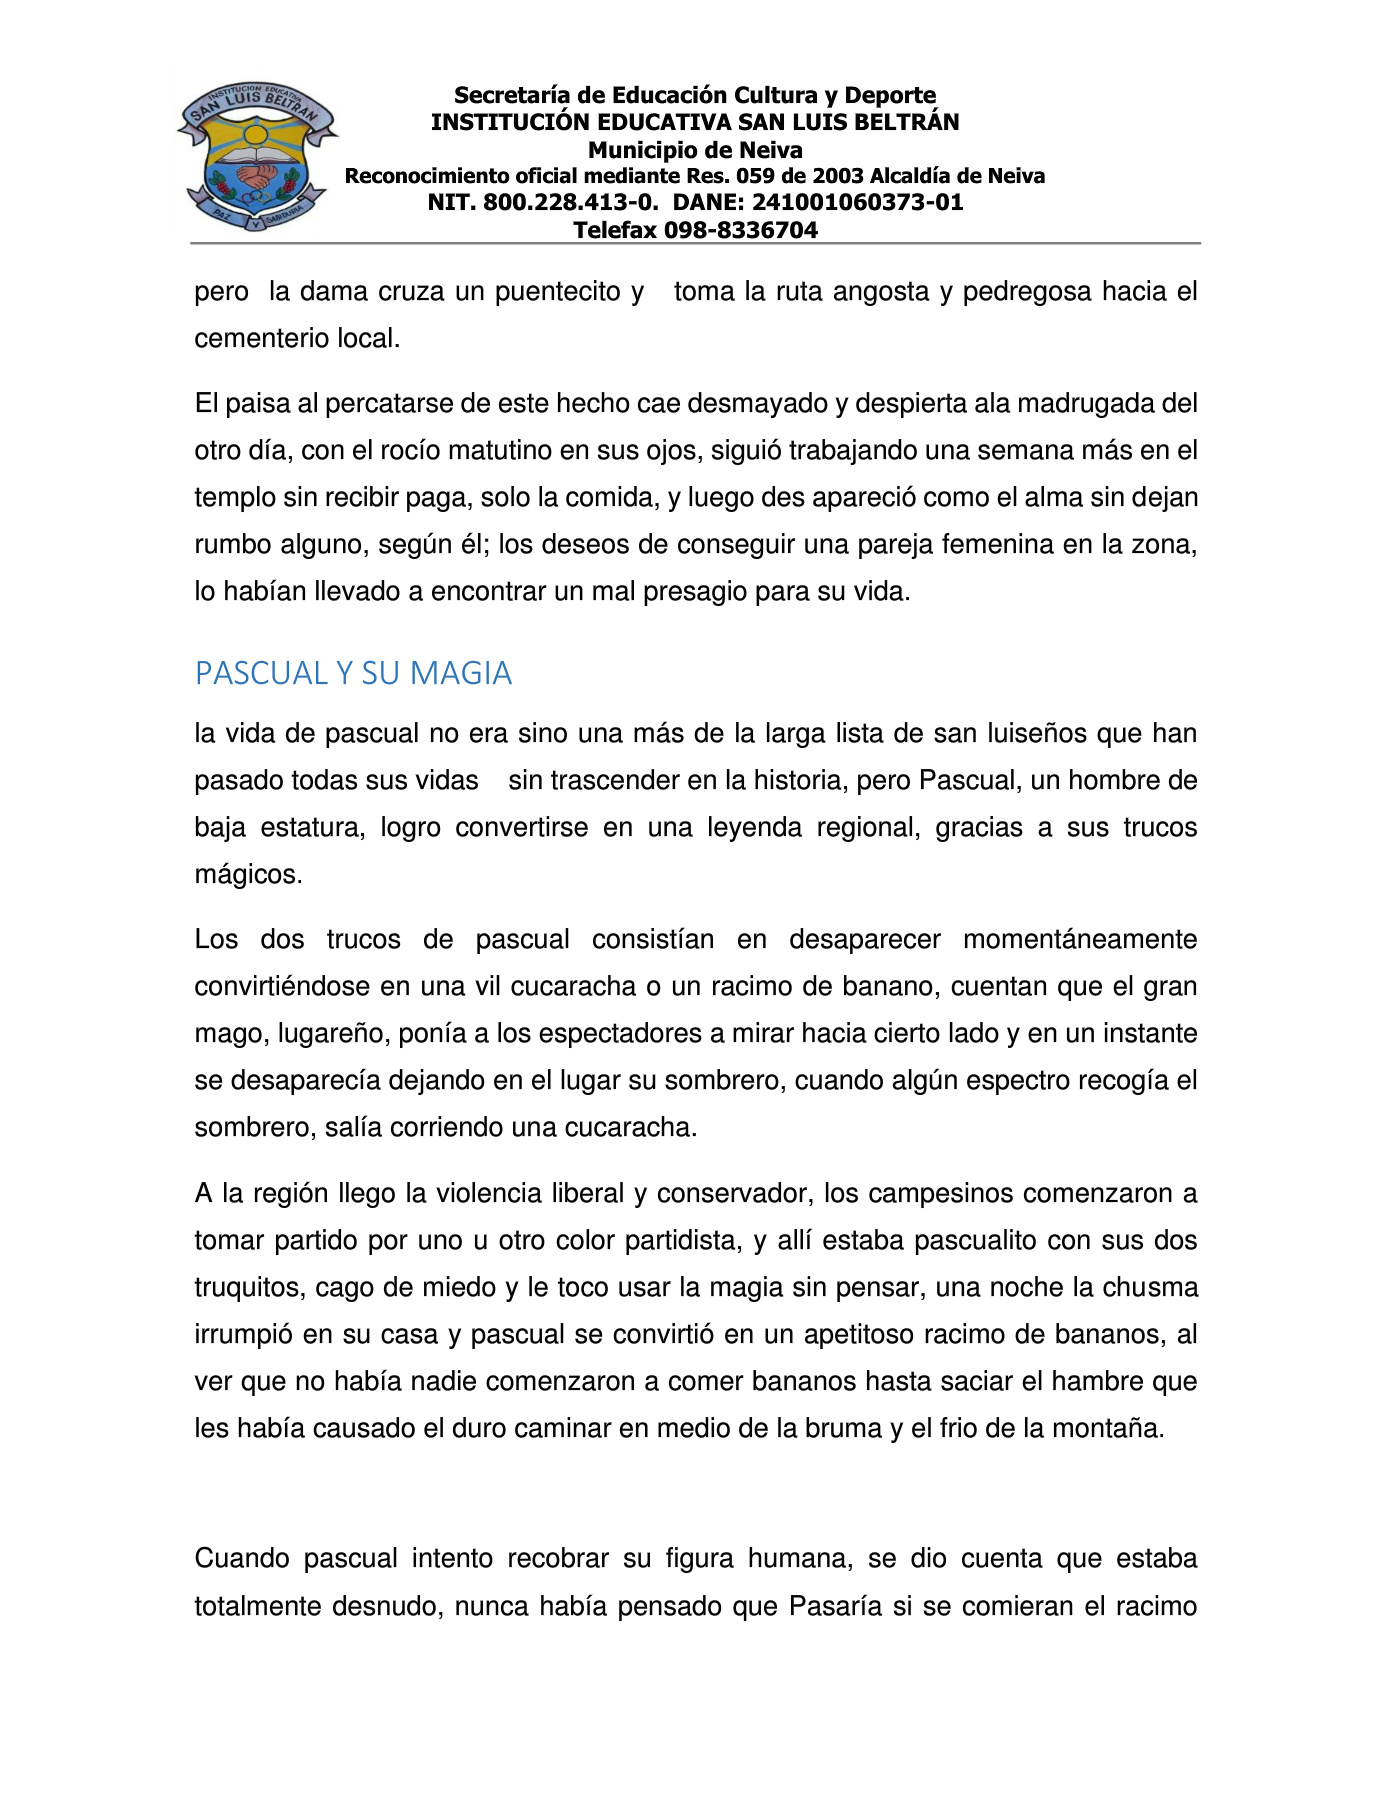 INSTITUCION EDUCATIVA
SAN LUIS BELTRAN
PAZ Y SABIDURIA
Secretaría de Educación Cultura y Deporte
INSTITUCIÓN EDUCATIVA SAN LUIS BELTRÁN
Municipio de Neiva
Reconocimiento oficial mediante Res. 059 de 2003 Alcaldía de Neiva
NIT. 800.228.413-0.  DANE: 241001060373-01
Telefax 098-8336704
pero  la dama cruza un puentecito y   toma la ruta angosta y pedregosa hacia el
cementerio local.
El paisa al percatarse de este hecho cae desmayado y despierta ala madrugada del
otro día, con el rocío matutino en sus ojos, siguió trabajando una semana más en el
templo sin recibir paga, solo la comida, y luego des apareció como el alma sin dejan
rumbo alguno, según él; los deseos de conseguir una pareja femenina en la zona,
lo habían llevado a encontrar un mal presagio para su vida.
PASCUAL Y SU MAGIA
la vida de pascual no era sino una más de la larga lista de san luiseños que han
pasado todas sus vidas   sin trascender en la historia, pero Pascual, un hombre de
baja estatura, logro convertirse en una leyenda regional, gracias a sus trucos
mágicos.
Los dos trucos de pascual consistían en desaparecer momentáneamente
convirtiéndose en una vil cucaracha o un racimo de banano, cuentan que el gran
mago, lugareño, ponía a los espectadores a mirar hacia cierto lado y en un instante
se desaparecía dejando en el lugar su sombrero, cuando algún espectro recogía el
sombrero, salía corriendo una cucaracha.
A la región llego la violencia liberal y conservador, los campesinos comenzaron a
tomar partido por uno u otro color partidista, y allí estaba pascualito con sus dos
truquitos, cago de miedo y le toco usar la magia sin pensar, una noche la chusma
irrumpió en su casa y pascual se convirtió en un apetitoso racimo de bananos, al
ver que no había nadie comenzaron a comer bananos hasta saciar el hambre que
les había causado el duro caminar en medio de la bruma y el frio de la montaña.
Cuando pascual intento recobrar su figura humana, se dio cuenta que estaba
totalmente desnudo, nunca había pensado que Pasaría si se comieran el racimo